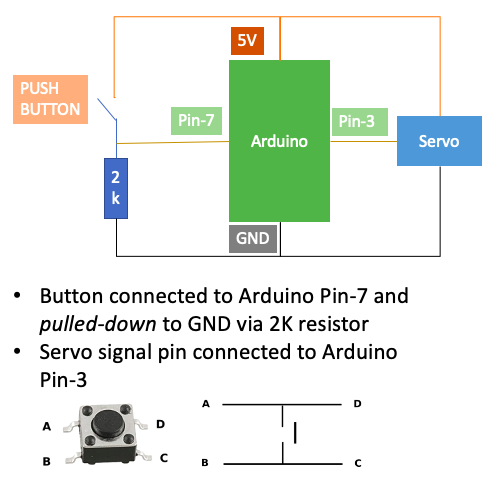 5V
PUSH
BUTTON
Pin-7
Pin-3
Arduino
Servo
2
k
GND
• Button connected to Arduino Pin-7 and
pulled-down to GND via 2K resistor
• Servo signal pin connected to Arduino
Pin-3
A
D
B
C
A
D
B
C